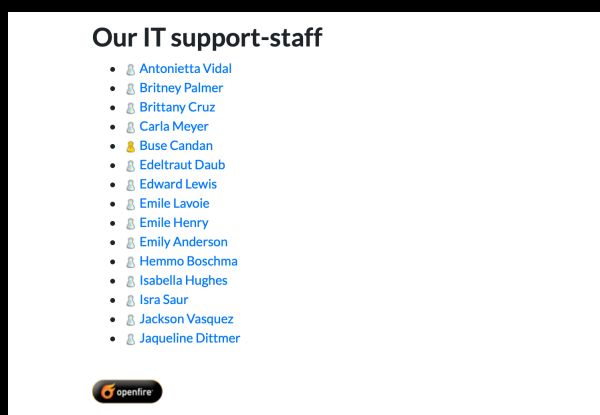 Our IT support-staff
Antonietta Vidal
Britney Palmer
Brittany Cruz
Carla Meyer
Buse Candan
Edeltraut Daub
Edward Lewis
Emile Lavoie
Emile Henry
Emily Anderson
Hemmo Boschma
Isabella Hughes
Isra Saur
Jackson Vasquez
Jaqueline Dittmer
openfire